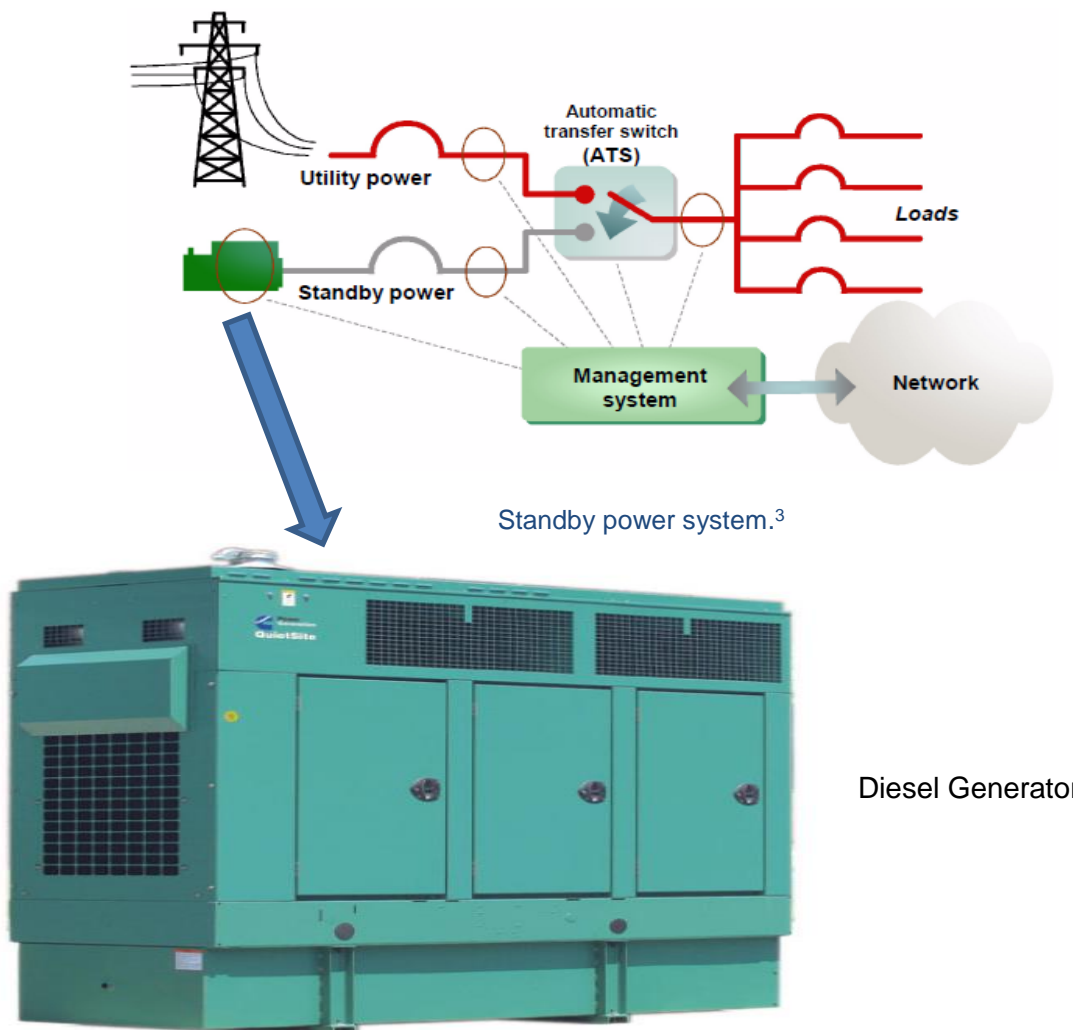 Automatic
transfer switch
(ATS)
Utility power
Loads
Standby power
Management
system
Network
Standby power system.3
QuietSite
Diesel Generator